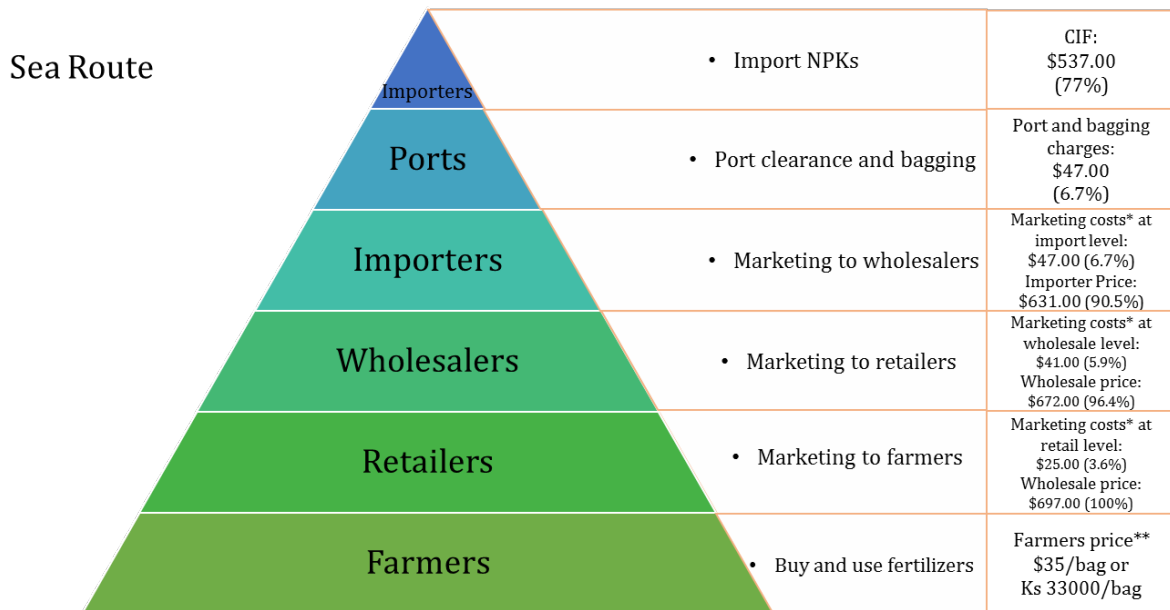 Sea Route
Importers
• Import NPKs
CIF:
$537.00
(77%)
Ports
• Port clearance and bagging
Port and bagging
charges:
$47.00
(6.7%)
Importers
• Marketing to wholesalers
Marketing costs* at
import level:
$47.00 (6.7%)
Importer Price:
$631.00 (90.5%)
Wholesalers
• Marketing to retailers
Marketing costs* at
wholesale level:
$41.00 (5.9%)
Wholesale price:
$672.00 (96.4%)
Retailers
• Marketing to farmers
Marketing costs* at
retail level:
$25.00 (3.6%)
Wholesale price:
$697.00 (100%)
Farmers
• Buy and use fertilizers
Farmers price**
$35/bag or
Ks 33000/bag